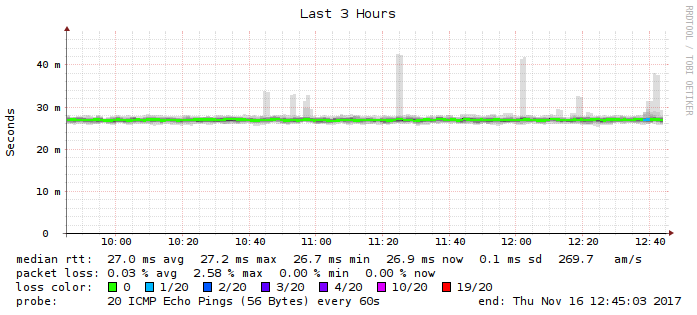 Last 3 Hours
RRDTOOL / TOBI OETIKER
Seconds
40 m
30 m
20 m
10 m
0
10:00 10:20 10:40 11:00 11:20 11:40 12:00 12:20 12:40
median rtt: 27.0 ms avg 27.2 ms max 26.7 ms min 26.9 ms now 0.1 ms sd 269.7 am/s
packet loss: 0.03 % avg 2.58 % max 0.00 % min 0.00 % now
loss color: 0 1/20 2/20 3/20 4/20 10/20 19/20
probe: 20 ICMP Echo Pings (56 Bytes) every 60s end: Thu Nov 16 12:45:03 2017